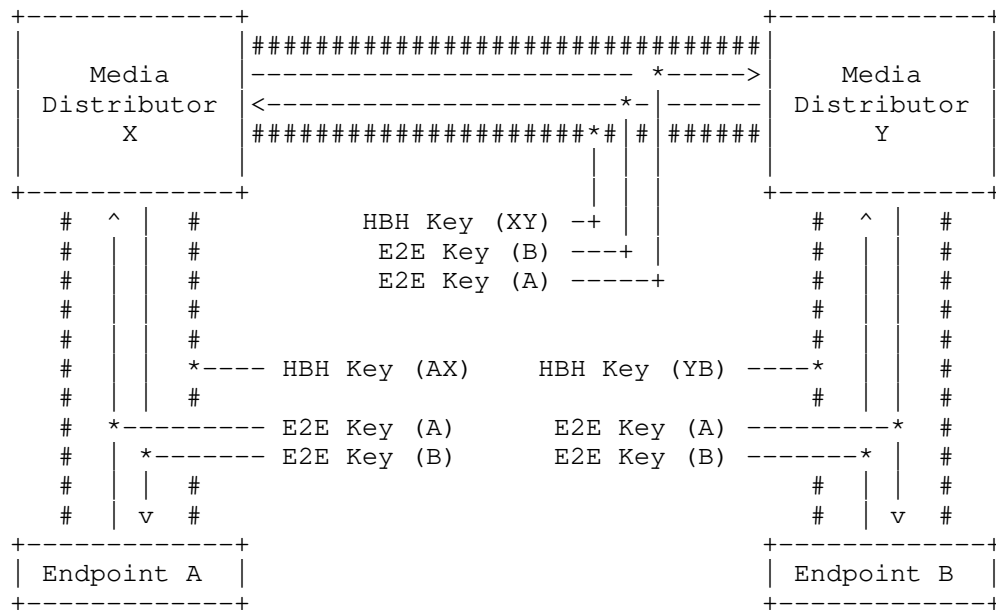 Media Media
Distributor Distributor
X Y
HBH Key (XY)
E2E Key (B)
E2E Key (A)
HBH Key (AX) HBH Key (YB)
E2E Key (A) E2E Key (A)
E2E Key (B) E2E Key (B)
Endpoint A Endpoint B